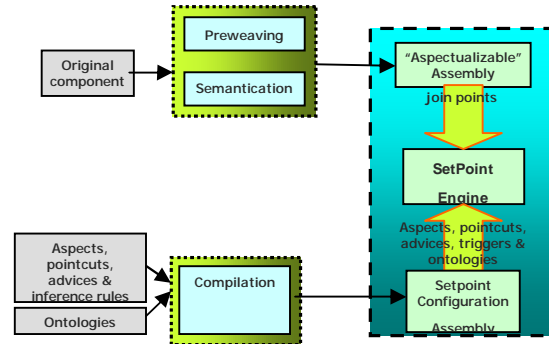 Preweaving
Semantication
Original
component
"Aspectualizable"
Assembly
join points
SetPoint
Engine
Aspects, pointcuts,
advices, triggers &
ontologies
Aspects,
pointcuts,
advices &
inference rules
Ontologies
Compilation
Setpoint
Configuration
Assembly